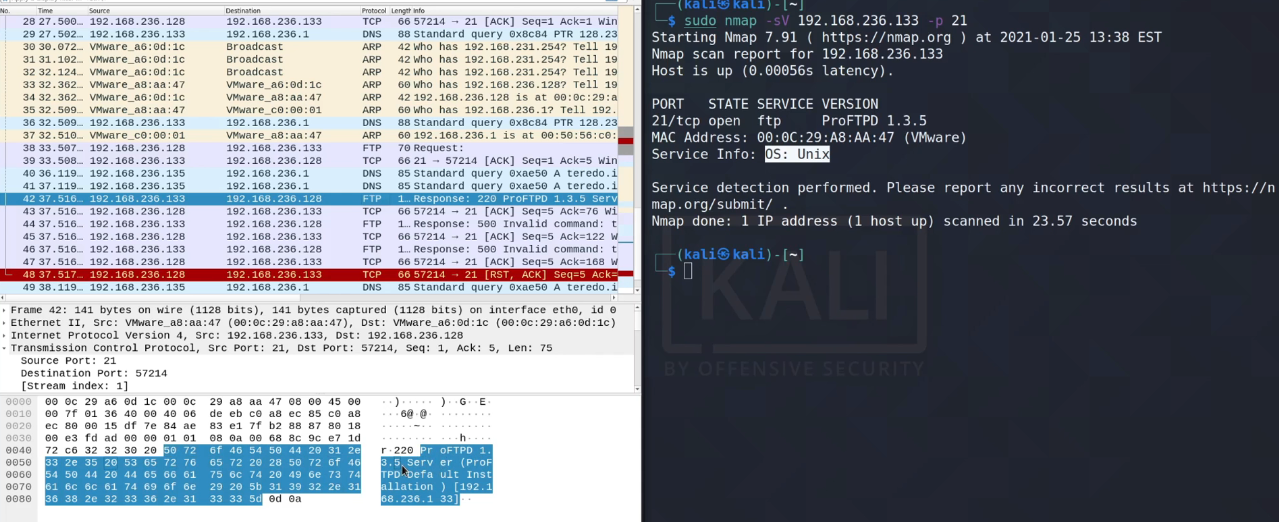 No. Time Source Destination Protocol Length Info
28 27.500… 192.168.236.128 192.168.236.133 TCP 66 57214 → 21 [ACK] Seq=1 Ack=1 Win
29 27.502… 192.168.236.133 192.168.236.1 DNS 88 Standard query 0x8c84 PTR 128.23
30 30.072… VMware_a6:0d:1c Broadcast ARP 42 Who has 192.168.231.254? Tell 19
31 31.102… VMware_a6:0d:1c Broadcast ARP 42 Who has 192.168.231.254? Tell 19
32 32.124… VMware_a6:0d:1c Broadcast ARP 42 Who has 192.168.231.254? Tell 19
33 32.362… VMware_a8:aa:47 VMware_a6:0d:1c ARP 60 Who has 192.168.236.128? Tell 19
34 32.362… VMware_a6:0d:1c VMware_a8:aa:47 ARP 42 192.168.236.128 is at 00:0c:29:a
35 32.509… VMware_a8:aa:47 VMware_c0:00:01 ARP 60 Who has 192.168.236.1? Tell 192.
36 32.509… 192.168.236.133 192.168.236.1 DNS 88 Standard query 0x8c84 PTR 128.23
37 32.510… VMware_c0:00:01 VMware_a8:aa:47 ARP 60 192.168.236.1 is at 00:50:56:c0:
38 33.507… 192.168.236.128 192.168.236.133 FTP 70 Request:
39 33.508… 192.168.236.133 192.168.236.128 TCP 66 21 → 57214 [ACK] Seq=1 Ack=5 Win
40 36.119… 192.168.236.135 192.168.236.1 DNS 85 Standard query 0xae50 A teredo.i
41 37.119… 192.168.236.135 192.168.236.1 DNS 85 Standard query 0xae50 A teredo.i
42 37.516… 192.168.236.133 192.168.236.128 FTP 1… Response: 220 ProFTPD 1.3.5 Serv
43 37.516… 192.168.236.128 192.168.236.133 TCP 66 57214 → 21 [ACK] Seq=5 Ack=76 Wi
44 37.516… 192.168.236.133 192.168.236.128 FTP 1… Response: 500 Invalid command: t
45 37.516… 192.168.236.128 192.168.236.133 TCP 66 57214 → 21 [ACK] Seq=5 Ack=122 W
46 37.516… 192.168.236.133 192.168.236.128 FTP 1… Response: 500 Invalid command: t
47 37.517… 192.168.236.128 192.168.236.133 TCP 66 57214 → 21 [ACK] Seq=5 Ack=168 W
48 37.517… 192.168.236.128 192.168.236.133 TCP 66 57214 → 21 [RST, ACK] Seq=5 Ack=
49 38.119… 192.168.236.135 192.168.236.1 DNS 85 Standard query 0xae50 A teredo.i
Frame 42: 141 bytes on wire (1128 bits), 141 bytes captured (1128 bits) on interface eth0, id 0
Ethernet II, Src: VMware_a8:aa:47 (00:0c:29:a8:aa:47), Dst: VMware_a6:0d:1c (00:0c:29:a6:0d:1c)
Internet Protocol Version 4, Src: 192.168.236.133, Dst: 192.168.236.128
Transmission Control Protocol, Src Port: 21, Dst Port: 57214, Seq: 1, Ack: 5, Len: 75
Source Port: 21
Destination Port: 57214
[Stream index: 1]
0000 00 0c 29 a6 0d 1c 00 0c 29 a8 aa 47 08 00 45 00 ··)·····)··G··E·
0010 00 7f 01 36 40 00 40 06 de eb c0 a8 ec 85 c0 a8 ···6@·@·········
0020 ec 80 00 15 df 7e 84 ae 83 e1 7f b2 88 87 80 18 ·····~··········
0030 00 e3 fd ad 00 00 01 01 08 0a 00 68 8c 9c e7 1d ···········h····
0040 72 c6 32 32 30 20 50 72 6f 46 54 50 44 20 31 2e r·220 ProFTPD 1.
0050 33 2e 35 20 53 65 72 76 65 72 20 28 50 72 6f 46 3.5 Server (ProF
0060 54 50 44 20 44 65 66 61 75 6c 74 20 49 6e 73 74 TPD Default Inst
0070 61 6c 6c 61 74 69 6f 6e 29 20 5b 31 39 32 2e 31 allation) [192.1
0080 36 38 2e 32 33 36 2e 31 33 33 5d 0d 0a 68.236.133]··
(kali㉿kali)-[~]
$ sudo nmap -sV 192.168.236.133 -p 21
Starting Nmap 7.91 ( https://nmap.org ) at 2021-01-25 13:38 EST
Nmap scan report for 192.168.236.133
Host is up (0.00056s latency).
PORT STATE SERVICE VERSION
21/tcp open ftp ProFTPD 1.3.5
MAC Address: 00:0C:29:A8:AA:47 (VMware)
Service Info: OS: Unix
Service detection performed. Please report any incorrect results at https://n
map.org/submit/ .
Nmap done: 1 IP address (1 host up) scanned in 23.57 seconds
(kali㉿kali)-[~]
$
KALI
BY OFFENSIVE SECURITY